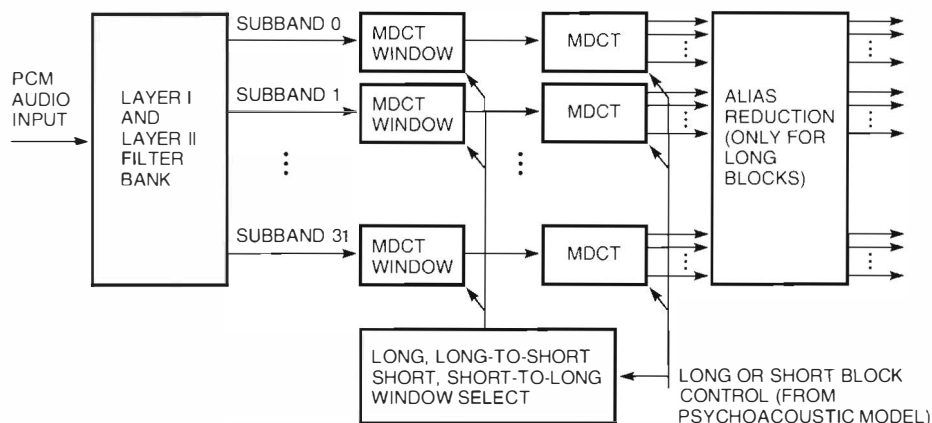 PCM
AUDIO
INPUT
LAYER I
AND
LAYER II
FILTER
BANK
SUBBAND 0
MDCT
WINDOW
MDCT
SUBBAND 1
MDCT
WINDOW
MDCT
SUBBAND 31
MDCT
WINDOW
MDCT
ALIAS
REDUCTION
(ONLY FOR
LONG
BLOCKS)
LONG, LONG-TO-SHORT
SHORT, SHORT-TO-LONG
WINDOW SELECT
LONG OR SHORT BLOCK
CONTROL (FROM
PSYCHOACOUSTIC MODEL)